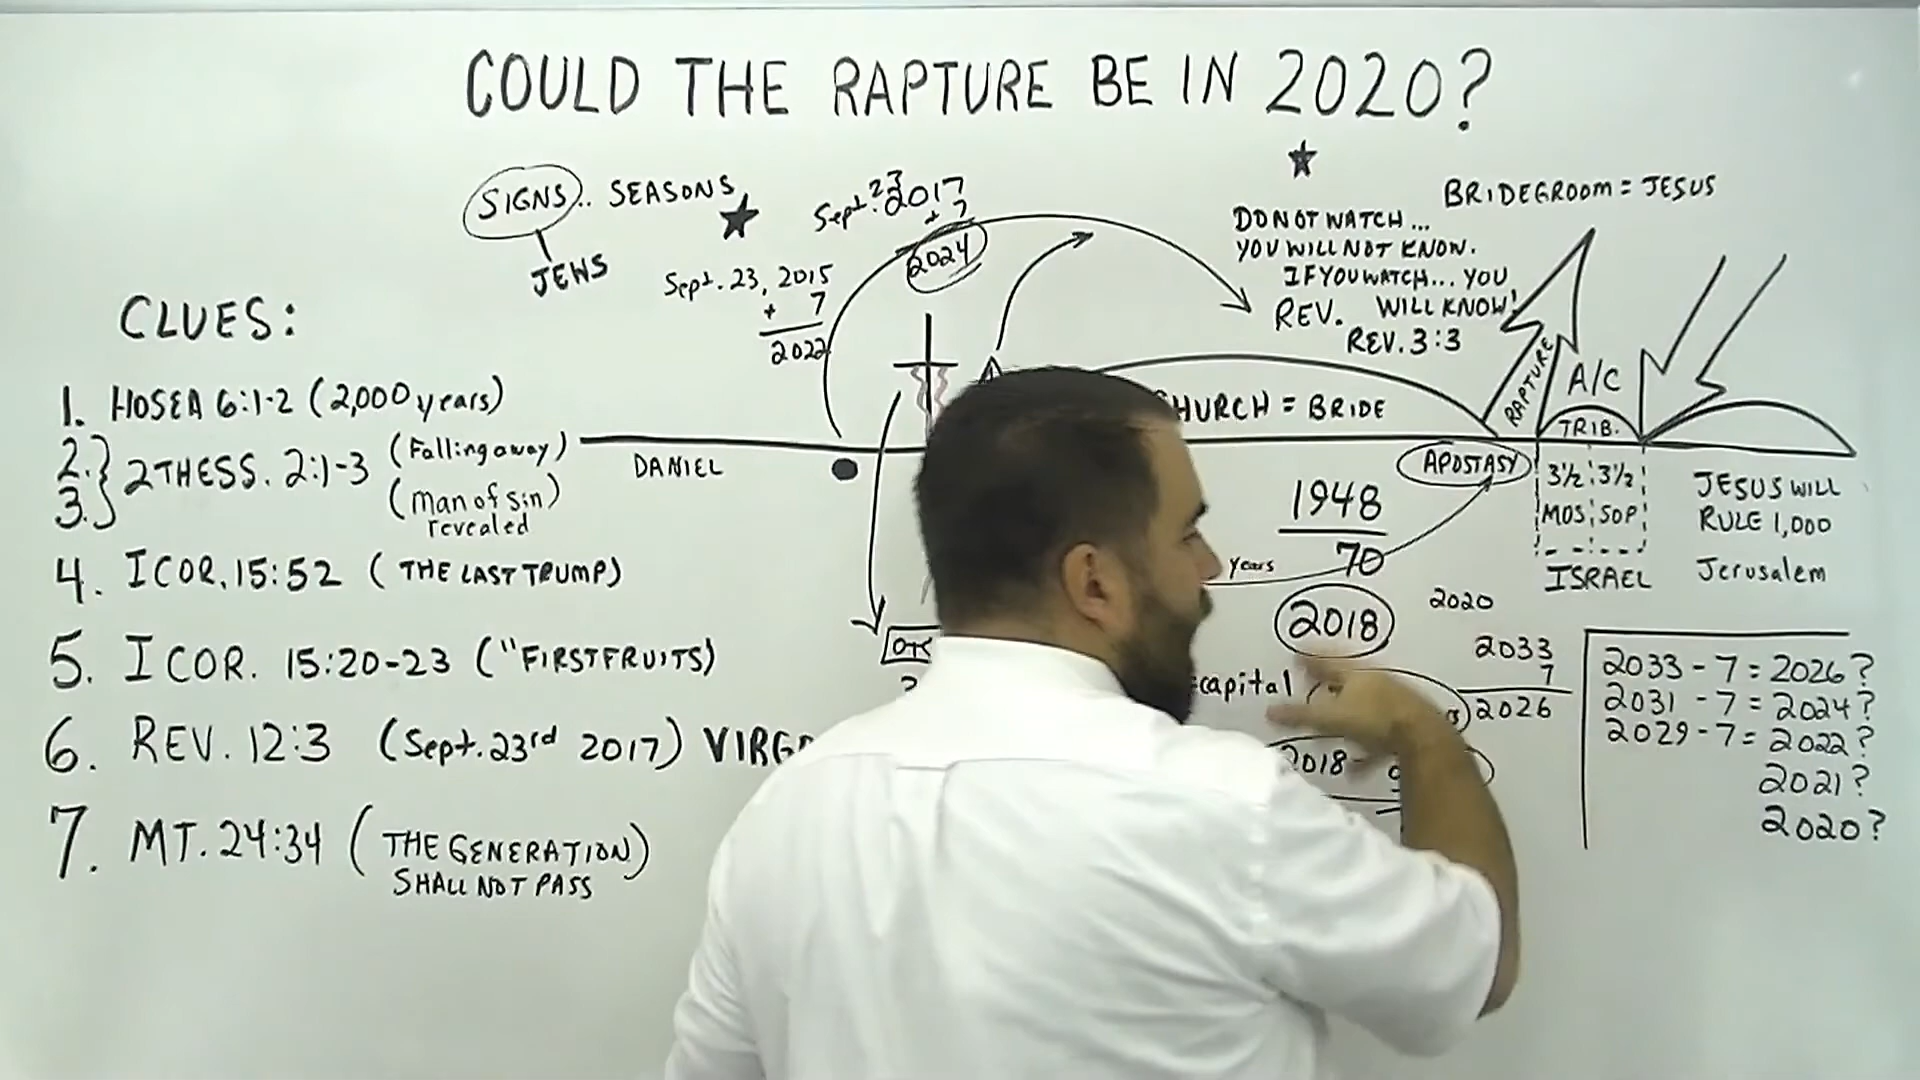 COULD THE RAPTURE BE IN 2020?
SIGNS.. SEASONS
JEWS
Sept. 23 2017
+ 7
2024
Sept. 23, 2015
+ 7
2022
DO NOT WATCH...
YOU WILL NOT KNOW.
IF YOU WATCH... YOU
REV. WILL KNOW!
REV. 3:3
BRIDEGROOM = JESUS
CLUES:
1. HOSEA 6:1-2 (2,000 years)
2.} 2 THESS. 2:1-3 (Falling away)
3.} (man of sin)
revealed
4. I COR. 15:52 (THE LAST TRUMP)
5. I COR. 15:20-23 ("FIRSTFRUITS)
6. REV. 12:3 (Sept. 23rd 2017)
7. MT. 24:34 (THE GENERATION)
SHALL NOT PASS
DANIEL
HURCH = BRIDE
RAPTURE
A/C
TRIB.
APOSTASY
3½ 3½
MOS SOP
ISRAEL
JESUS WILL
RULE 1,000
Jerusalem
1948
years 70
2018
capital
2018
2020
2033
7
2026
2033 - 7 = 2026?
2031 - 7 = 2024?
2029 - 7 = 2022?
2021?
2020?